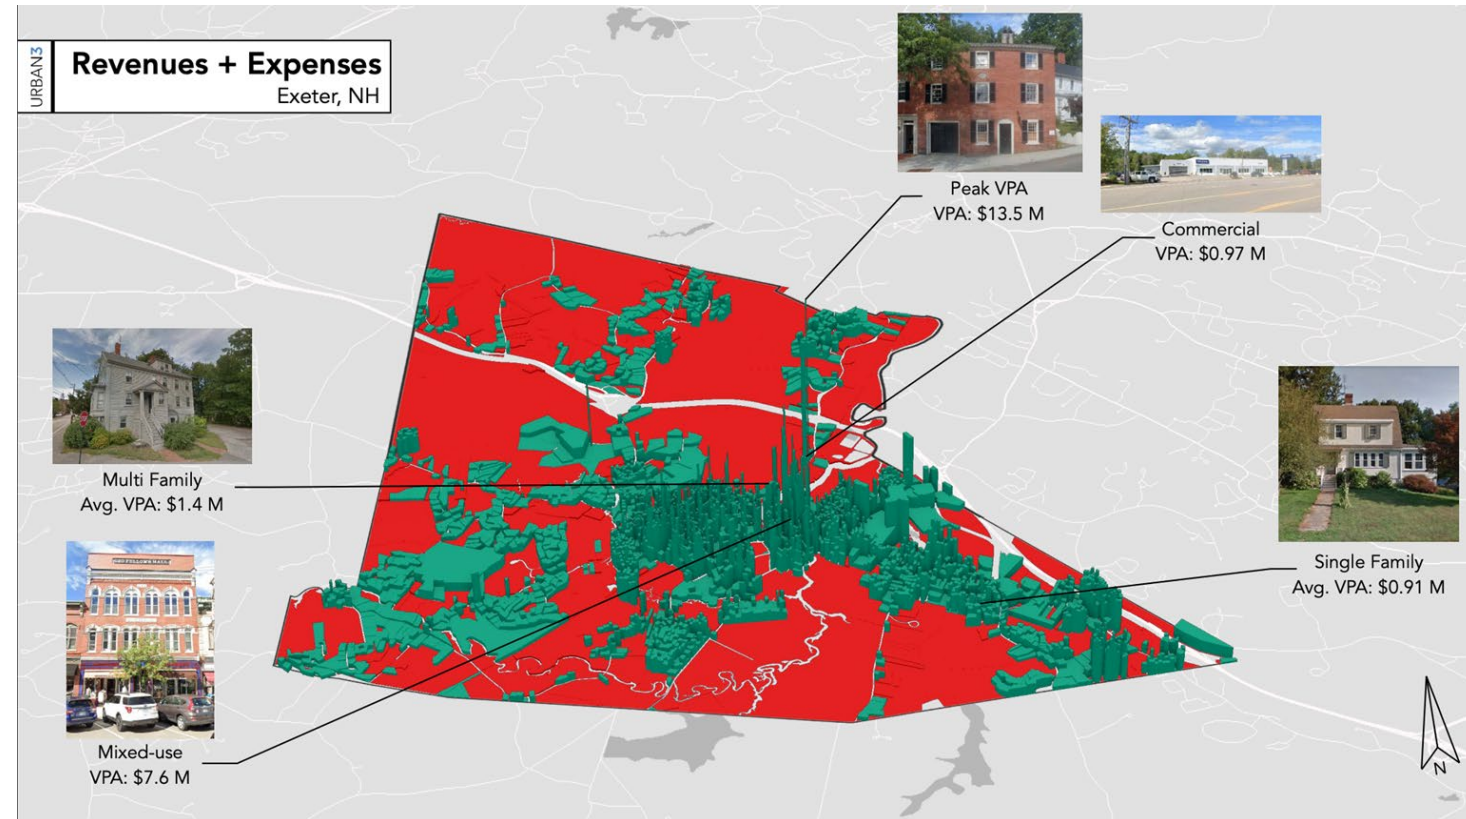 URBAN3
Revenues + Expenses
Exeter, NH
Peak VPA
VPA: $13.5 M
Commercial
VPA: $0.97 M
Multi Family
Avg. VPA: $1.4 M
Single Family
Avg. VPA: $0.91 M
Mixed-use
VPA: $7.6 M
N